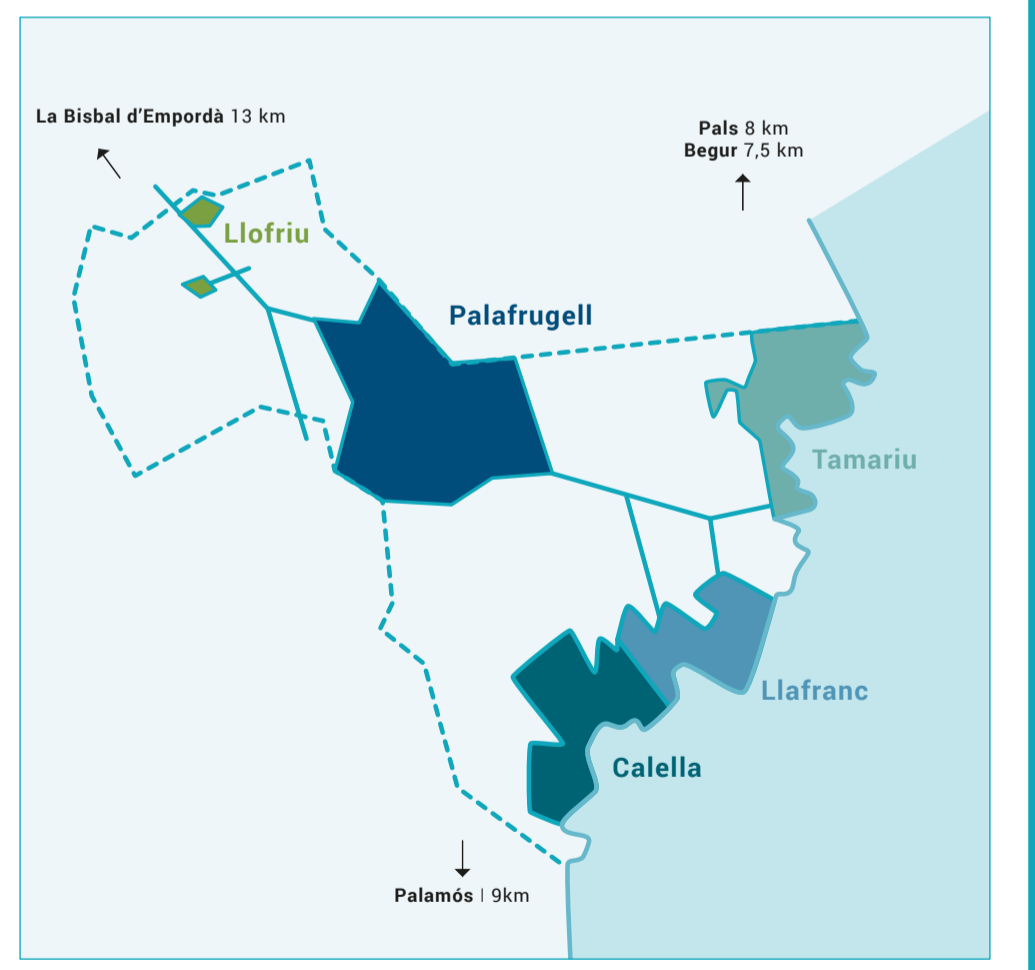 La Bisbal d'Empordà 13 km
Pals 8 km
Begur 7,5 km
Llofriu
Palafrugell
Tamariu
Llafranc
Calella
Palamós | 9km